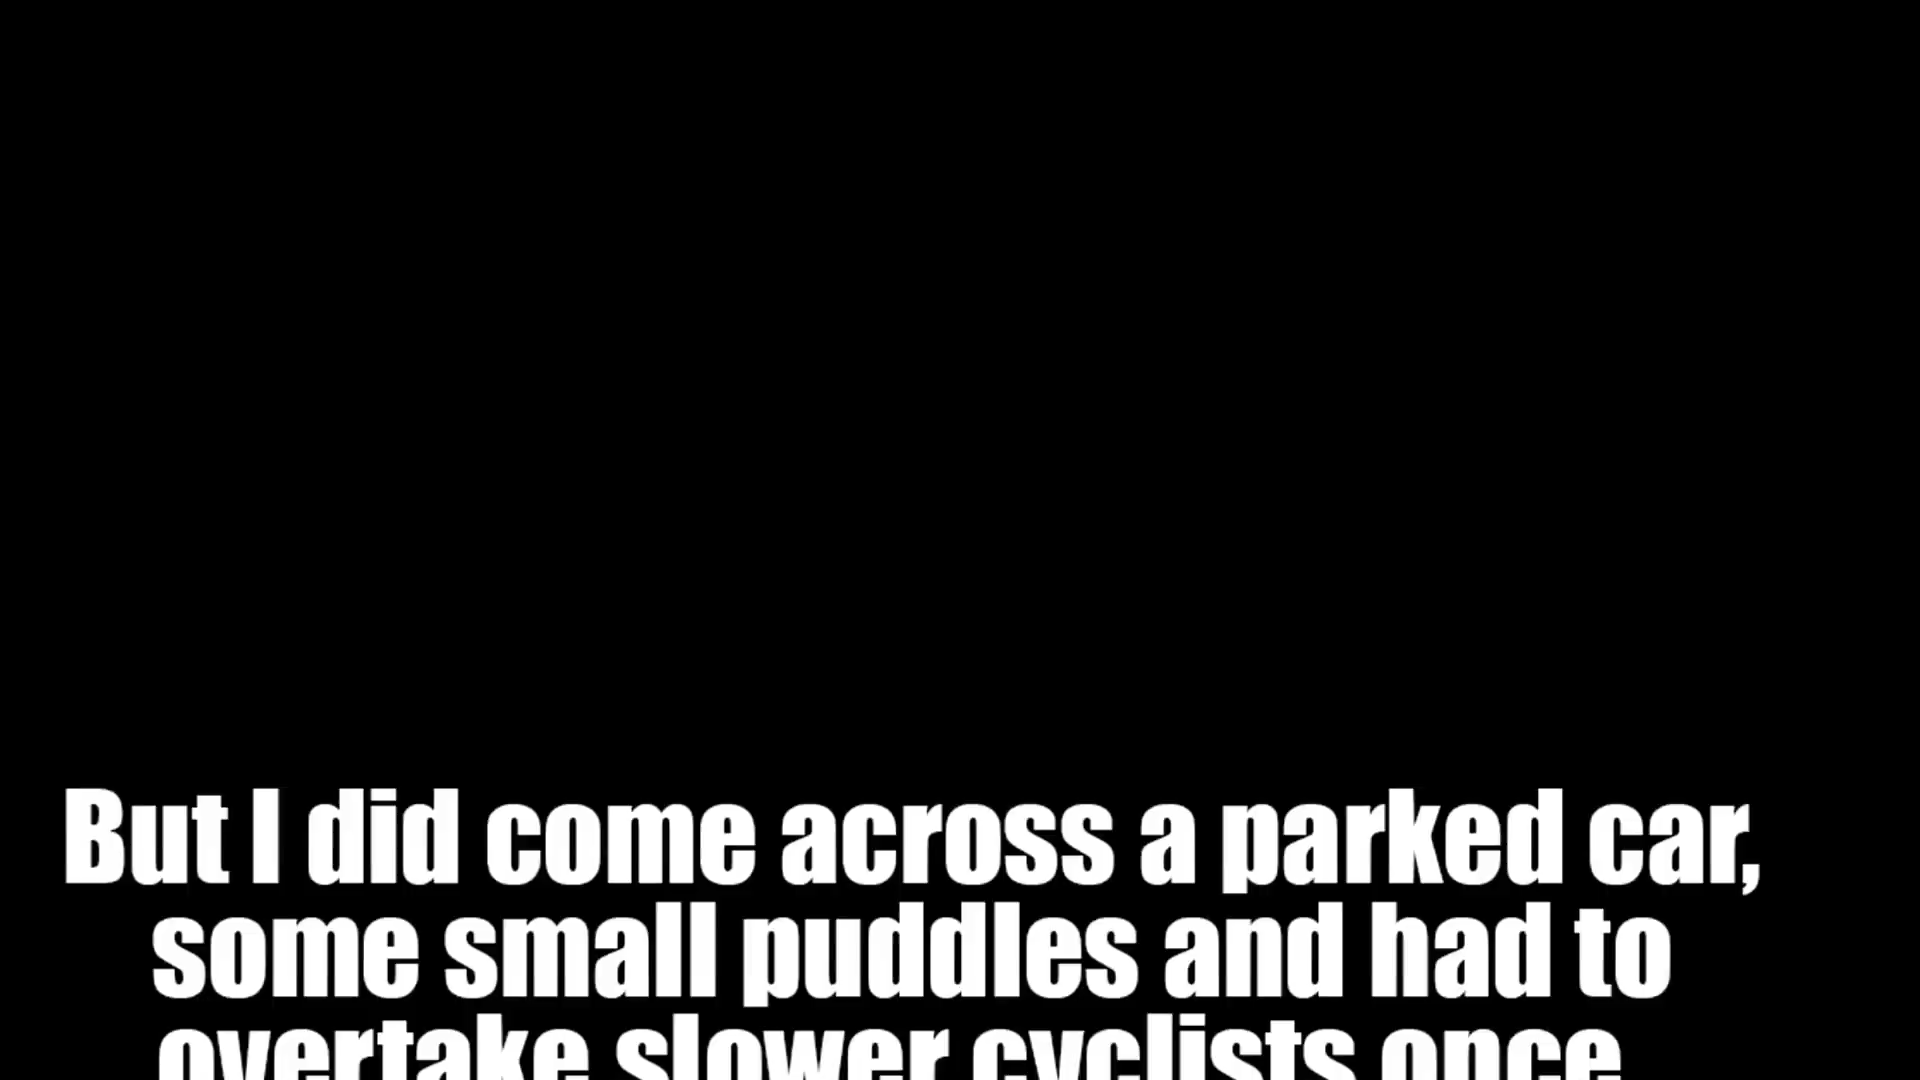 But I did come across a parked car,
some small puddles and had to
overtake slower cyclists once